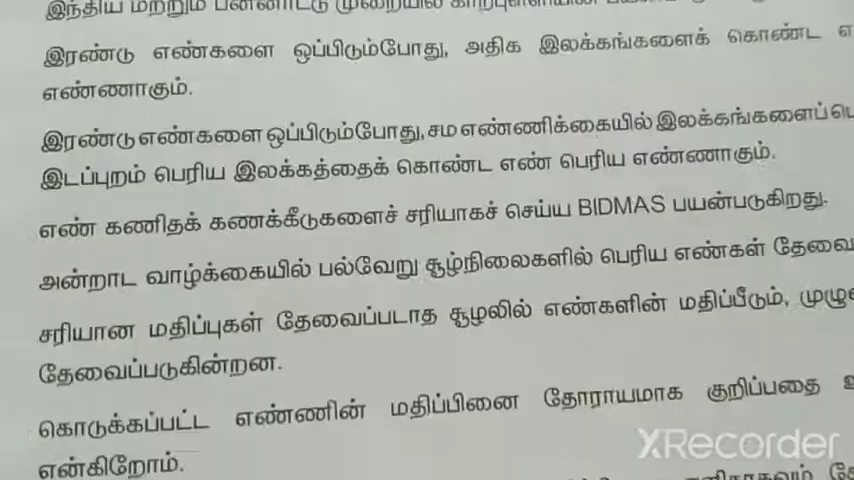 இந்திய மற்றும் பன்னாட்டு முறையில் காற்புள்ளியின்
இரண்டு எண்களை ஒப்பிடும்போது, அதிக இலக்கங்களைக் கொண்ட எ
எண்ணாகும்.
இரண்டு எண்களை ஒப்பிடும்போது, சம எண்ணிக்கையில் இலக்கங்களைப் பெ
இடப்புறம் பெரிய இலக்கத்தைக் கொண்ட எண் பெரிய எண்ணாகும்.
எண் கணிதக் கணக்கீடுகளைச் சரியாகச் செய்ய BIDMAS பயன்படுகிறது.
அன்றாட வாழ்க்கையில் பல்வேறு சூழ்நிலைகளில் பெரிய எண்கள் தேவை
சரியான மதிப்புகள் தேவைப்படாத சூழலில் எண்களின் மதிப்பீடும், முழு
தேவைப்படுகின்றன.
கொடுக்கப்பட்ட எண்ணின் மதிப்பினை தோராயமாக குறிப்பதை உ
என்கிறோம்.
XRecorder